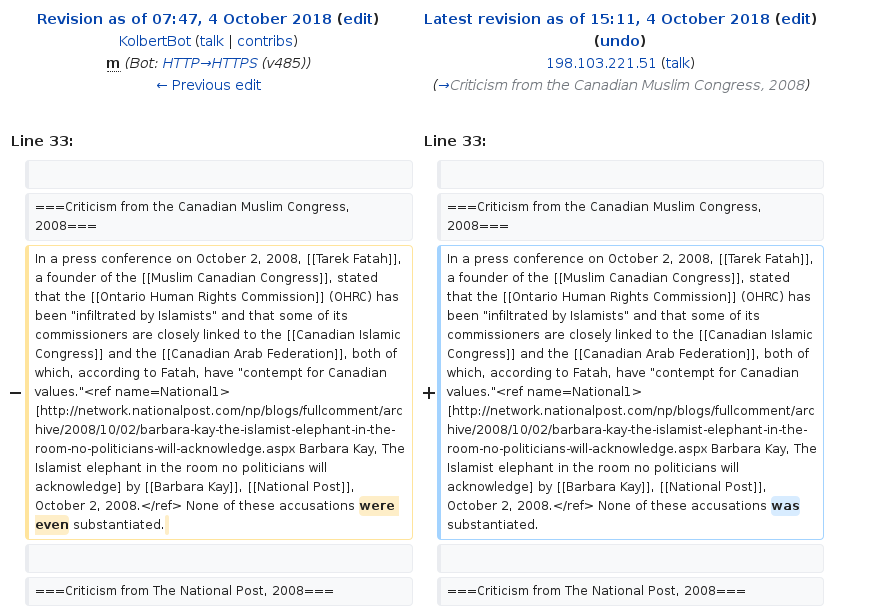 Revision as of 07:47, 4 October 2018 (edit)
KolbertBot (talk | contribs)
m (Bot: HTTP→HTTPS (v485))
← Previous edit
Latest revision as of 15:11, 4 October 2018 (edit)
(undo)
198.103.221.51 (talk)
(→Criticism from the Canadian Muslim Congress, 2008)
Line 33:
===Criticism from the Canadian Muslim Congress,
2008===
− In a press conference on October 2, 2008, [[Tarek Fatah]],
a founder of the [[Muslim Canadian Congress]], stated
that the [[Ontario Human Rights Commission]] (OHRC) has
been "infiltrated by Islamists" and that some of its
commissioners are closely linked to the [[Canadian Islamic
Congress]] and the [[Canadian Arab Federation]], both of
which, according to Fatah, have "contempt for Canadian
values."<ref name=National1>
[http://network.nationalpost.com/np/blogs/fullcomment/arc
hive/2008/10/02/barbara-kay-the-islamist-elephant-in-the-
room-no-politicians-will-acknowledge.aspx Barbara Kay, The
Islamist elephant in the room no politicians will
acknowledge] by [[Barbara Kay]], [[National Post]],
October 2, 2008.</ref> None of these accusations were
even substantiated.
===Criticism from The National Post, 2008===
Line 33:
===Criticism from the Canadian Muslim Congress,
2008===
+ In a press conference on October 2, 2008, [[Tarek Fatah]],
a founder of the [[Muslim Canadian Congress]], stated
that the [[Ontario Human Rights Commission]] (OHRC) has
been "infiltrated by Islamists" and that some of its
commissioners are closely linked to the [[Canadian Islamic
Congress]] and the [[Canadian Arab Federation]], both of
which, according to Fatah, have "contempt for Canadian
values."<ref name=National1>
[http://network.nationalpost.com/np/blogs/fullcomment/arc
hive/2008/10/02/barbara-kay-the-islamist-elephant-in-the-
room-no-politicians-will-acknowledge.aspx Barbara Kay, The
Islamist elephant in the room no politicians will
acknowledge] by [[Barbara Kay]], [[National Post]],
October 2, 2008.</ref> None of these accusations was
substantiated.
===Criticism from The National Post, 2008===